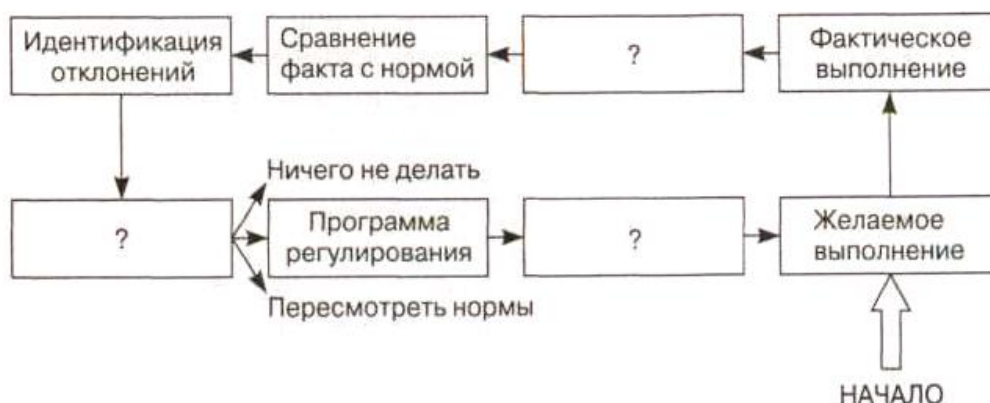 Идентификация
отклонений
Сравнение
факта с нормой
?
Фактическое
выполнение
?
Ничего не делать
Программа
регулирования
Пересмотреть нормы
?
Желаемое
выполнение
НАЧАЛО